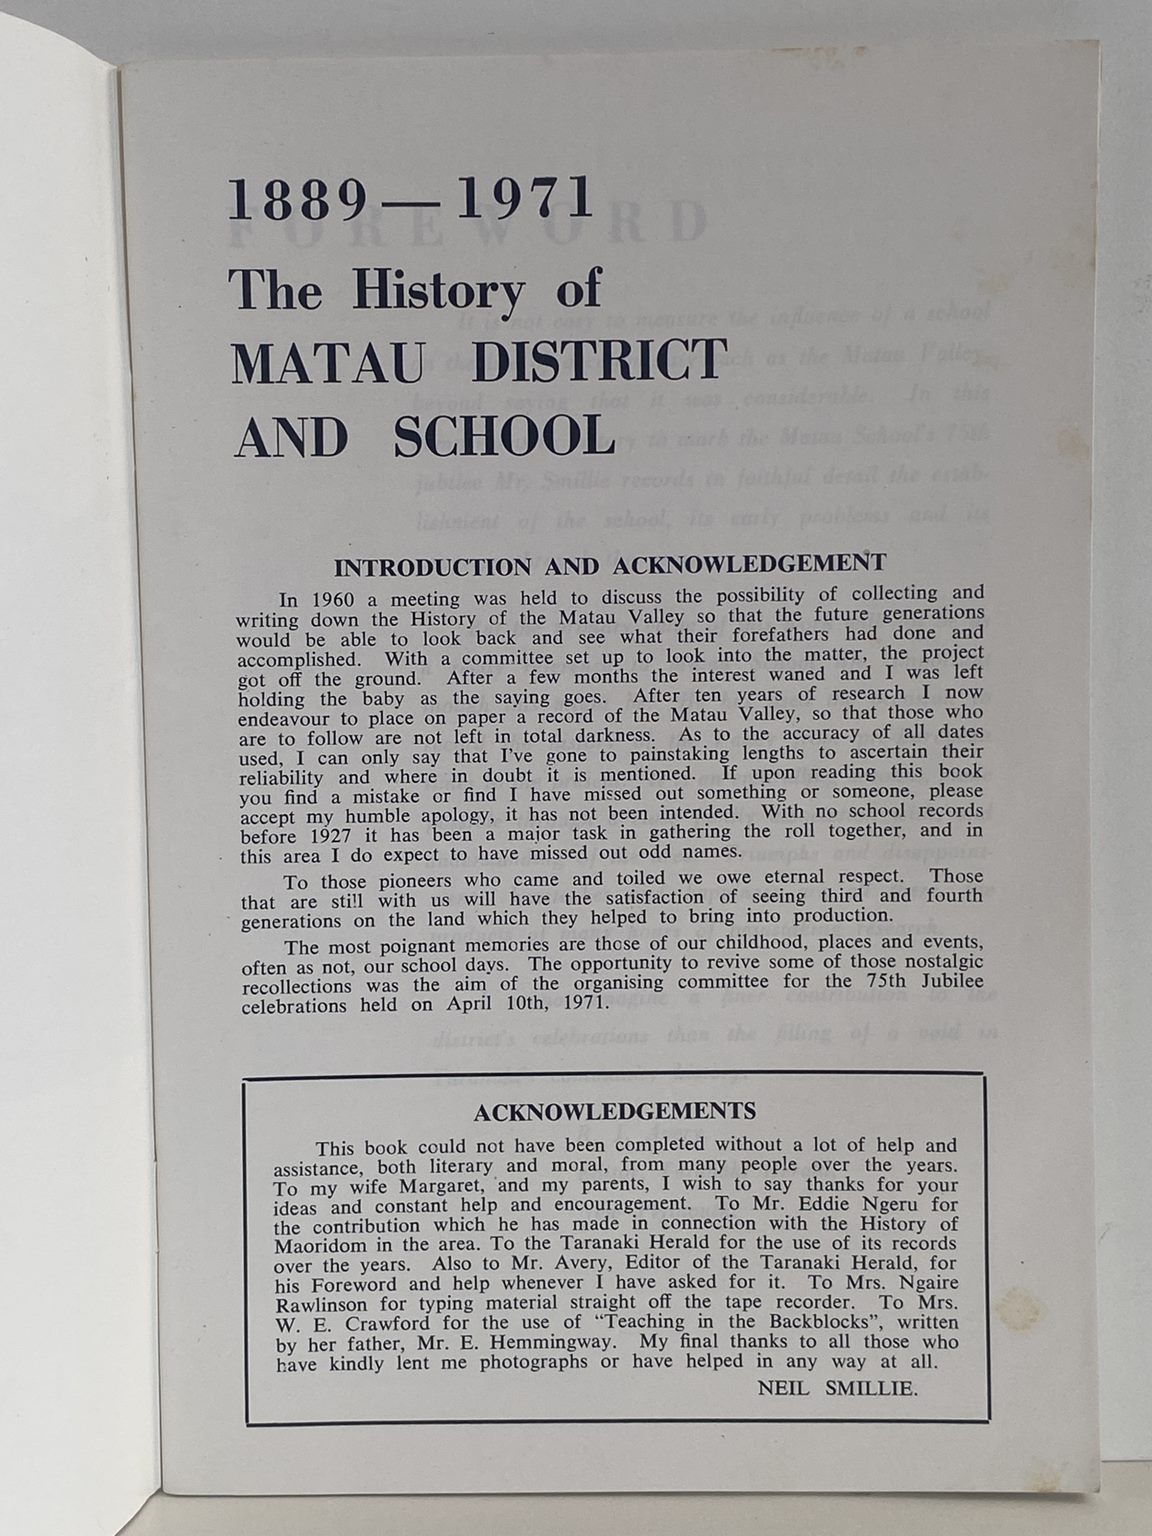 1889—1971
The History of
MATAU DISTRICT
AND SCHOOL
INTRODUCTION AND ACKNOWLEDGEMENT
In 1960 a meeting was held to discuss the possibility of collecting and
writing down the History of the Matau Valley so that the future generations
would be able to look back and see what their forefathers had done and
accomplished. With a committee set up to look into the matter, the project
got off the ground. After a few months the interest waned and I was left
holding the baby as the saying goes. After ten years of research I now
endeavour to place on paper a record of the Matau Valley, so that those who
are to follow are not left in total darkness. As to the accuracy of all dates
used, I can only say that I've gone to painstaking lengths to ascertain their
reliability and where in doubt it is mentioned. If upon reading this book
you find a mistake or find I have missed out something or someone, please
accept my humble apology, it has not been intended. With no school records
before 1927 it has been a major task in gathering the roll together, and in
this area I do expect to have missed out odd names.
To those pioneers who came and toiled we owe eternal respect. Those
that are still with us will have the satisfaction of seeing third and fourth
generations on the land which they helped to bring into production.
The most poignant memories are those of our childhood, places and events,
often as not, our school days. The opportunity to revive some of those nostalgic
recollections was the aim of the organising committee for the 75th Jubilee
celebrations held on April 10th, 1971.
ACKNOWLEDGEMENTS
This book could not have been completed without a lot of help and
assistance, both literary and moral, from many people over the years.
To my wife Margaret, and my parents, I wish to say thanks for your
ideas and constant help and encouragement. To Mr. Eddie Ngeru for
the contribution which he has made in connection with the History of
Maoridom in the area. To the Taranaki Herald for the use of its records
over the years. Also to Mr. Avery, Editor of the Taranaki Herald, for
his Foreword and help whenever I have asked for it. To Mrs. Ngaire
Rawlinson for typing material straight off the tape recorder. To Mrs.
W. E. Crawford for the use of "Teaching in the Backblocks", written
by her father, Mr. E. Hemmingway. My final thanks to all those who
have kindly lent me photographs or have helped in any way at all.
NEIL SMILLIE.